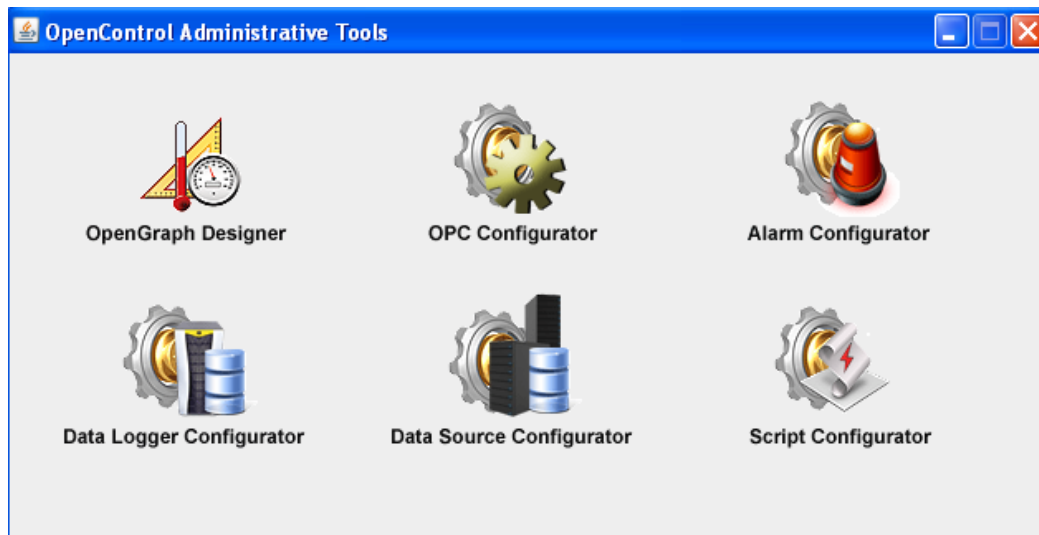 OpenControl Administrative Tools
OpenGraph Designer
OPC Configurator
Alarm Configurator
Data Logger Configurator
Data Source Configurator
Script Configurator